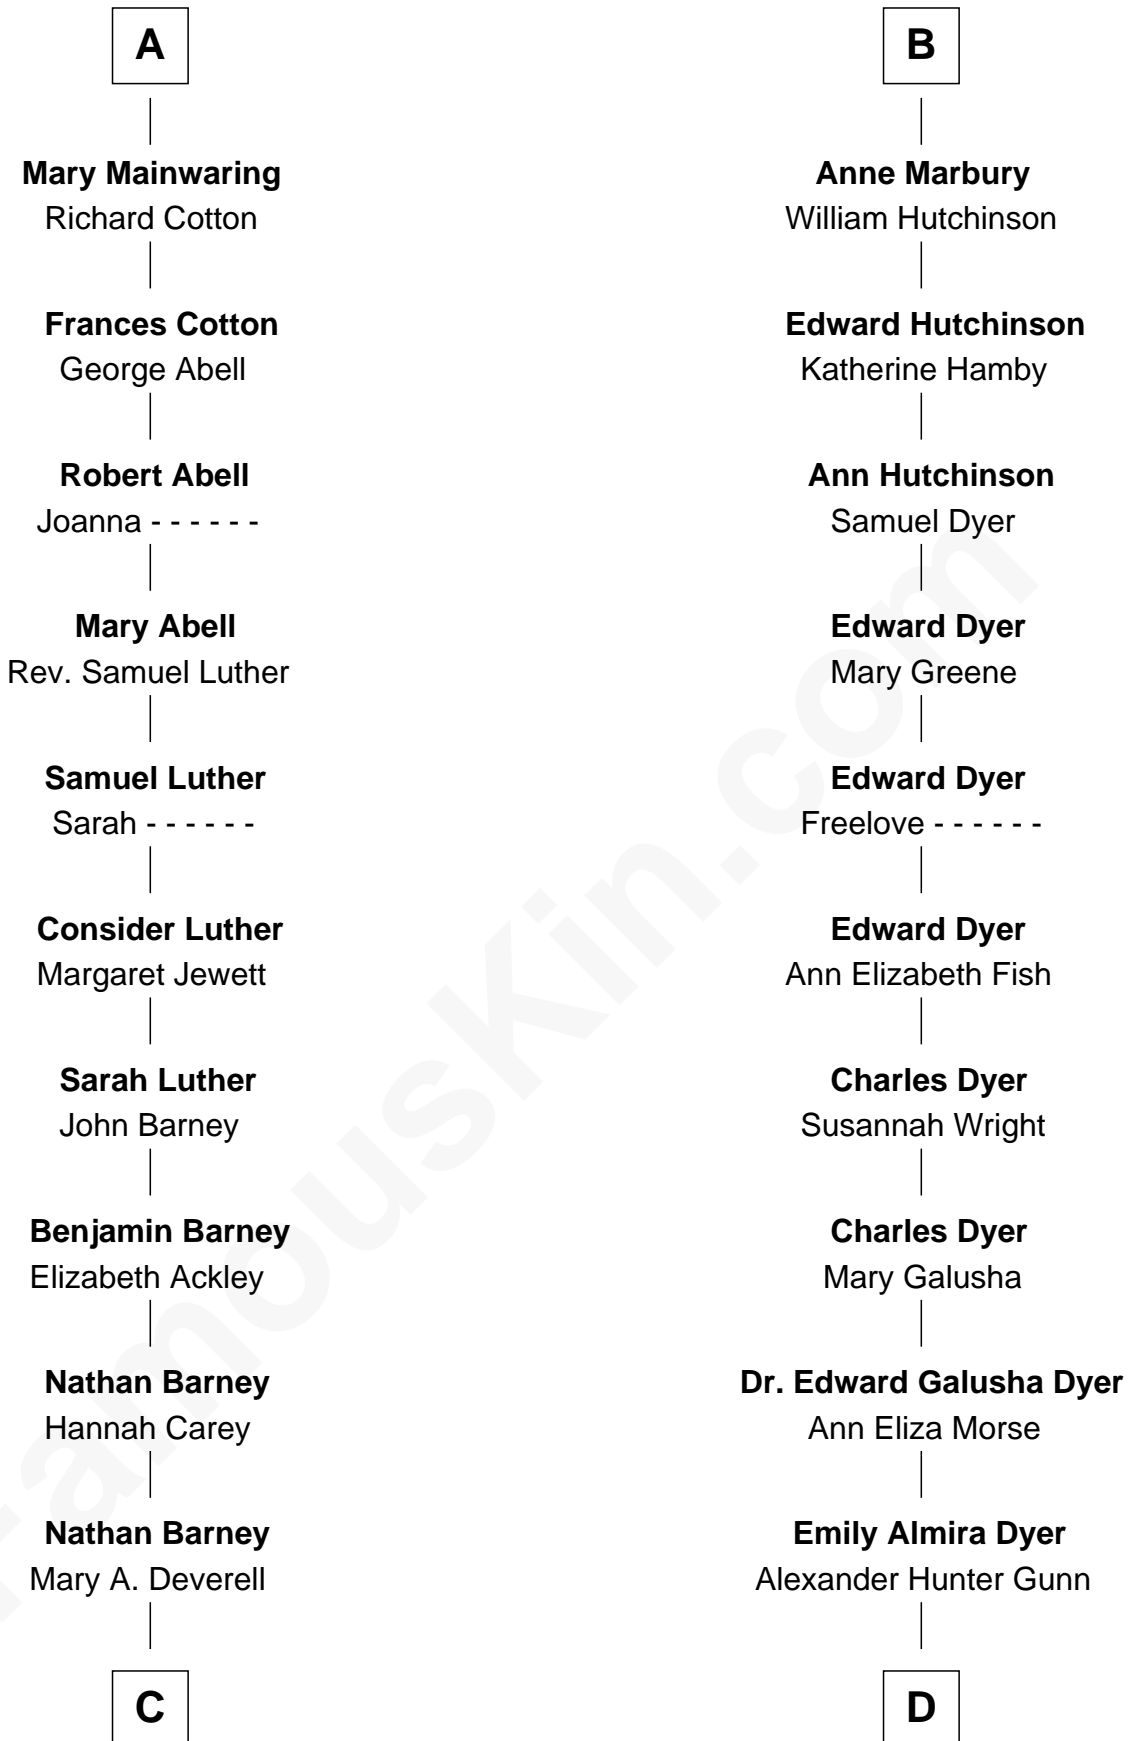 A
Mary Mainwaring
Richard Cotton
Frances Cotton
George Abell
Robert Abell
Joanna - - - - - -
Mary Abell
Rev. Samuel Luther
Samuel Luther
Sarah - - - - - -
Consider Luther
Margaret Jewett
Sarah Luther
John Barney
Benjamin Barney
Elizabeth Ackley
Nathan Barney
Hannah Carey
Nathan Barney
Mary A. Deverell
C
B
Anne Marbury
William Hutchinson
Edward Hutchinson
Katherine Hamby
Ann Hutchinson
Samuel Dyer
Edward Dyer
Mary Greene
Edward Dyer
Freelove - - - - - -
Edward Dyer
Ann Elizabeth Fish
Charles Dyer
Susannah Wright
Charles Dyer
Mary Galusha
Dr. Edward Galusha Dyer
Ann Eliza Morse
Emily Almira Dyer
Alexander Hunter Gunn
D
FamousKin.com